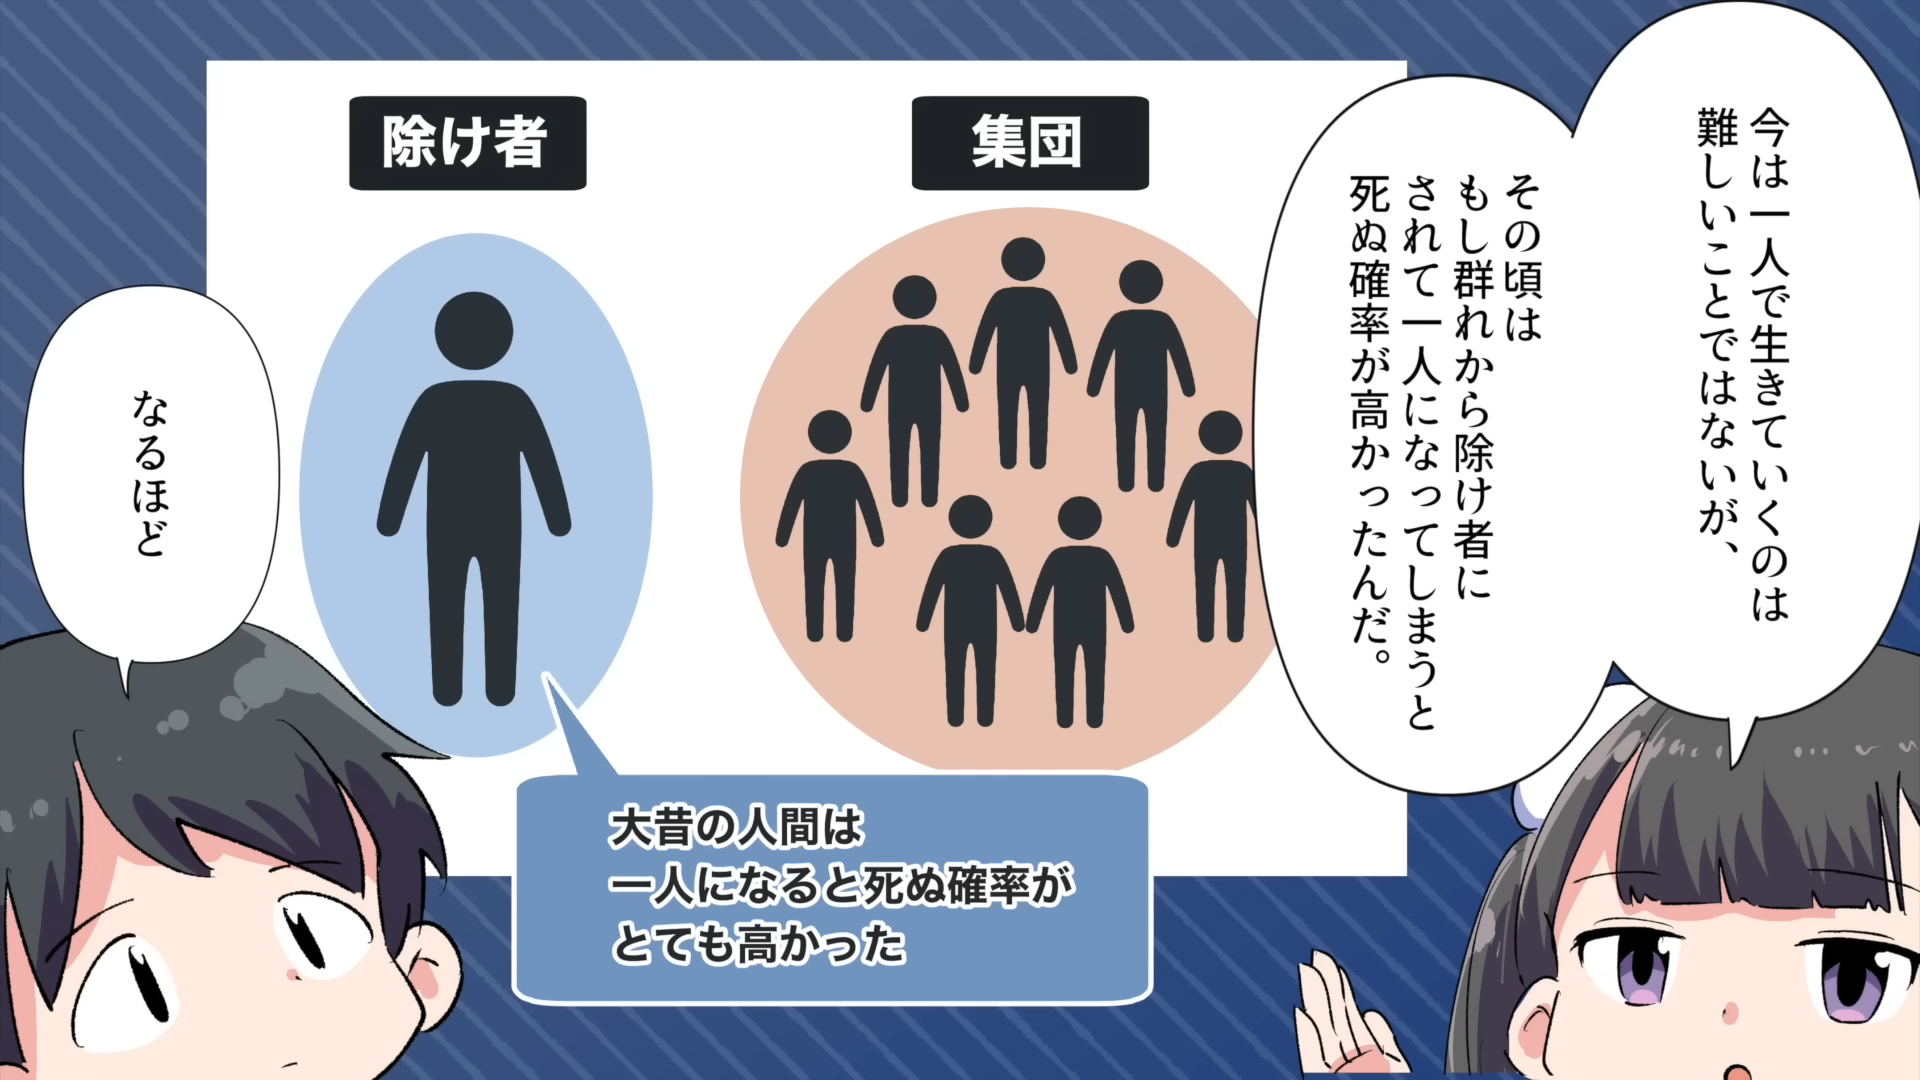 今は一人で生きていくのは
難しいことではないが、
その頃は
もし群れから除け者に
されて一人になってしまうと
死ぬ確率が高かったんだ。
除け者
集団
なるほど
大昔の人間は
一人になると死ぬ確率が
とても高かった